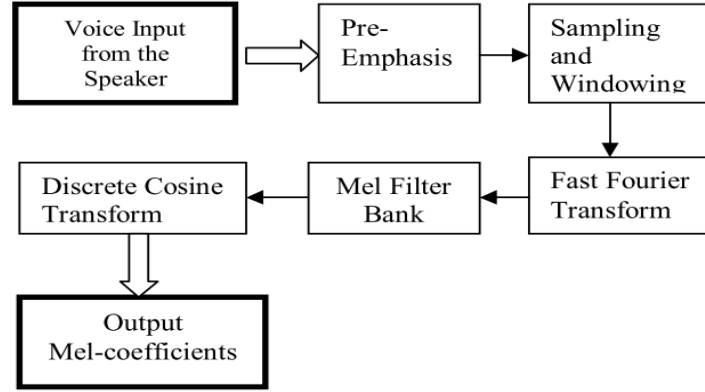 Voice Input
from the
Speaker
Pre-
Emphasis
Sampling
and
Windowing
Fast Fourier
Transform
Mel Filter
Bank
Discrete Cosine
Transform
Output
Mel-coefficients